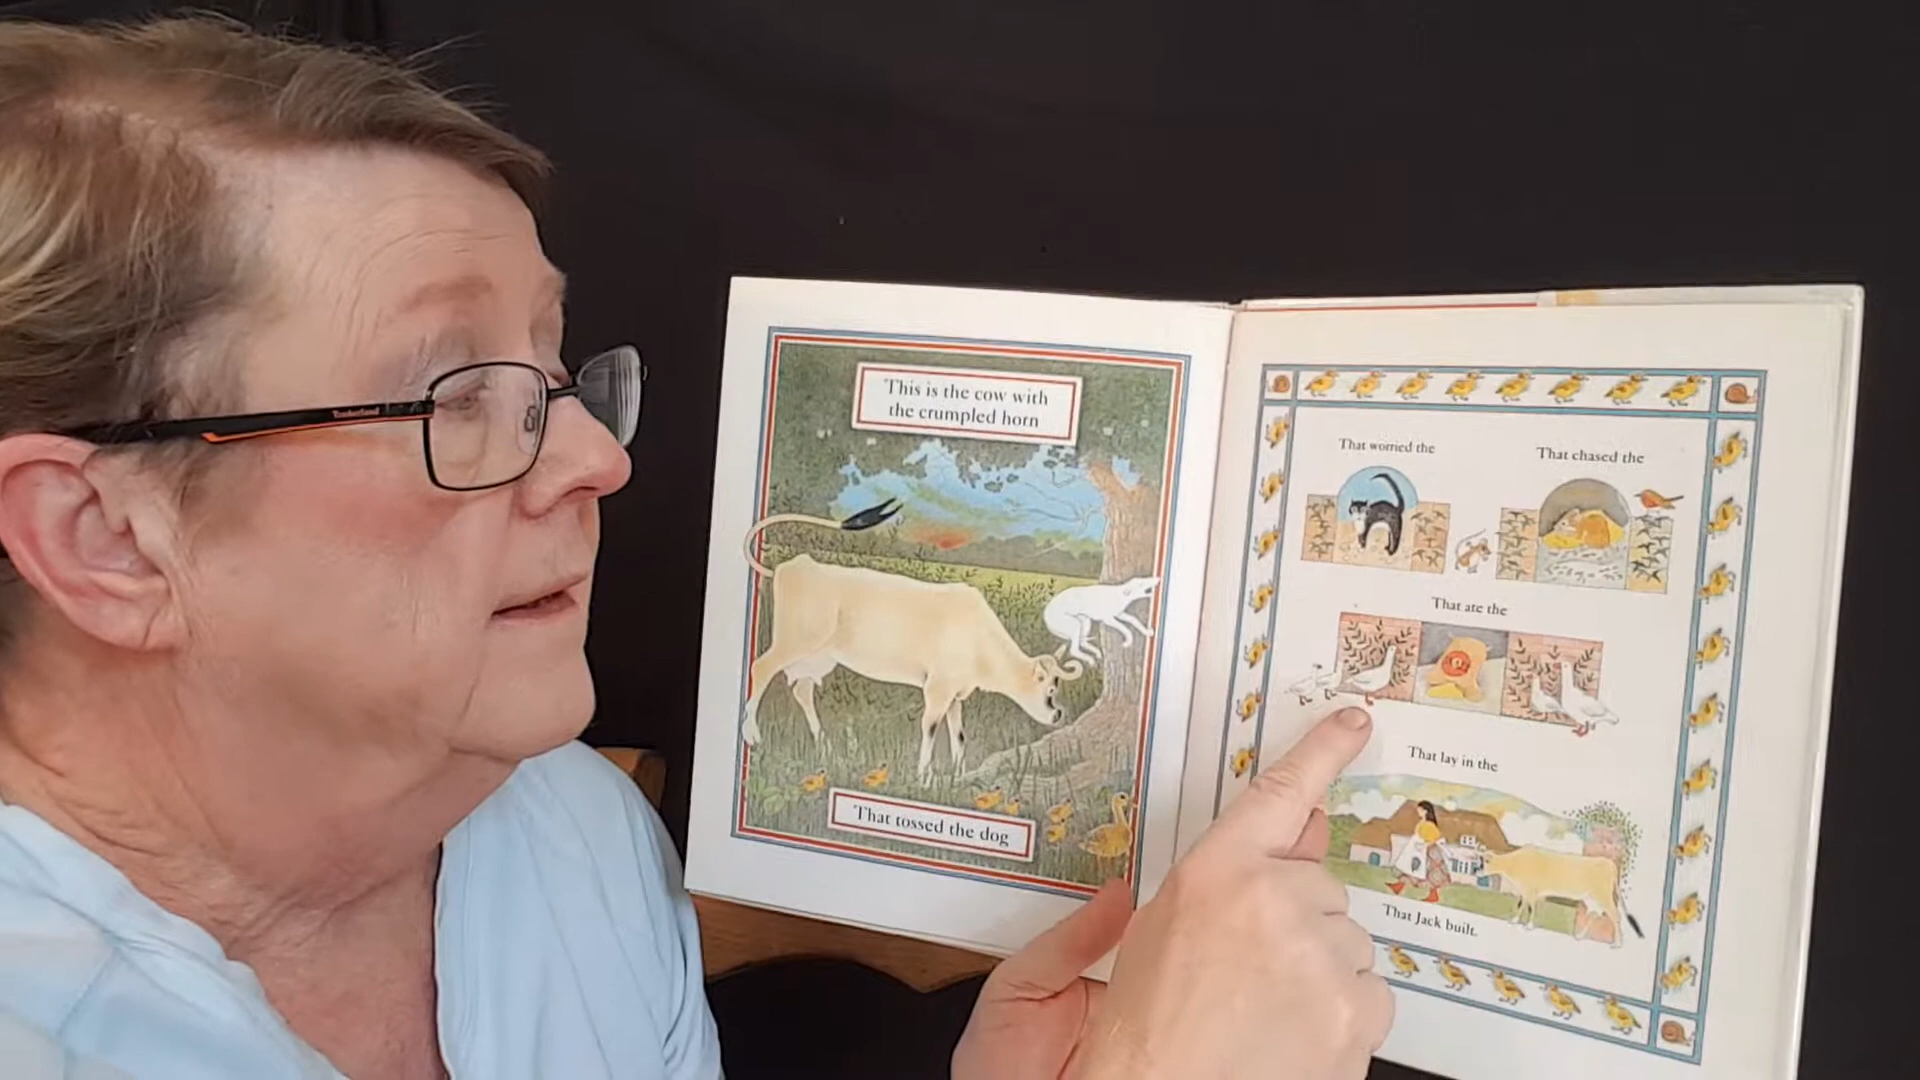 Timberland
This is the cow with
the crumpled horn
That tossed the dog
That worried the
That chased the
That ate the
That lay in the
That Jack built.